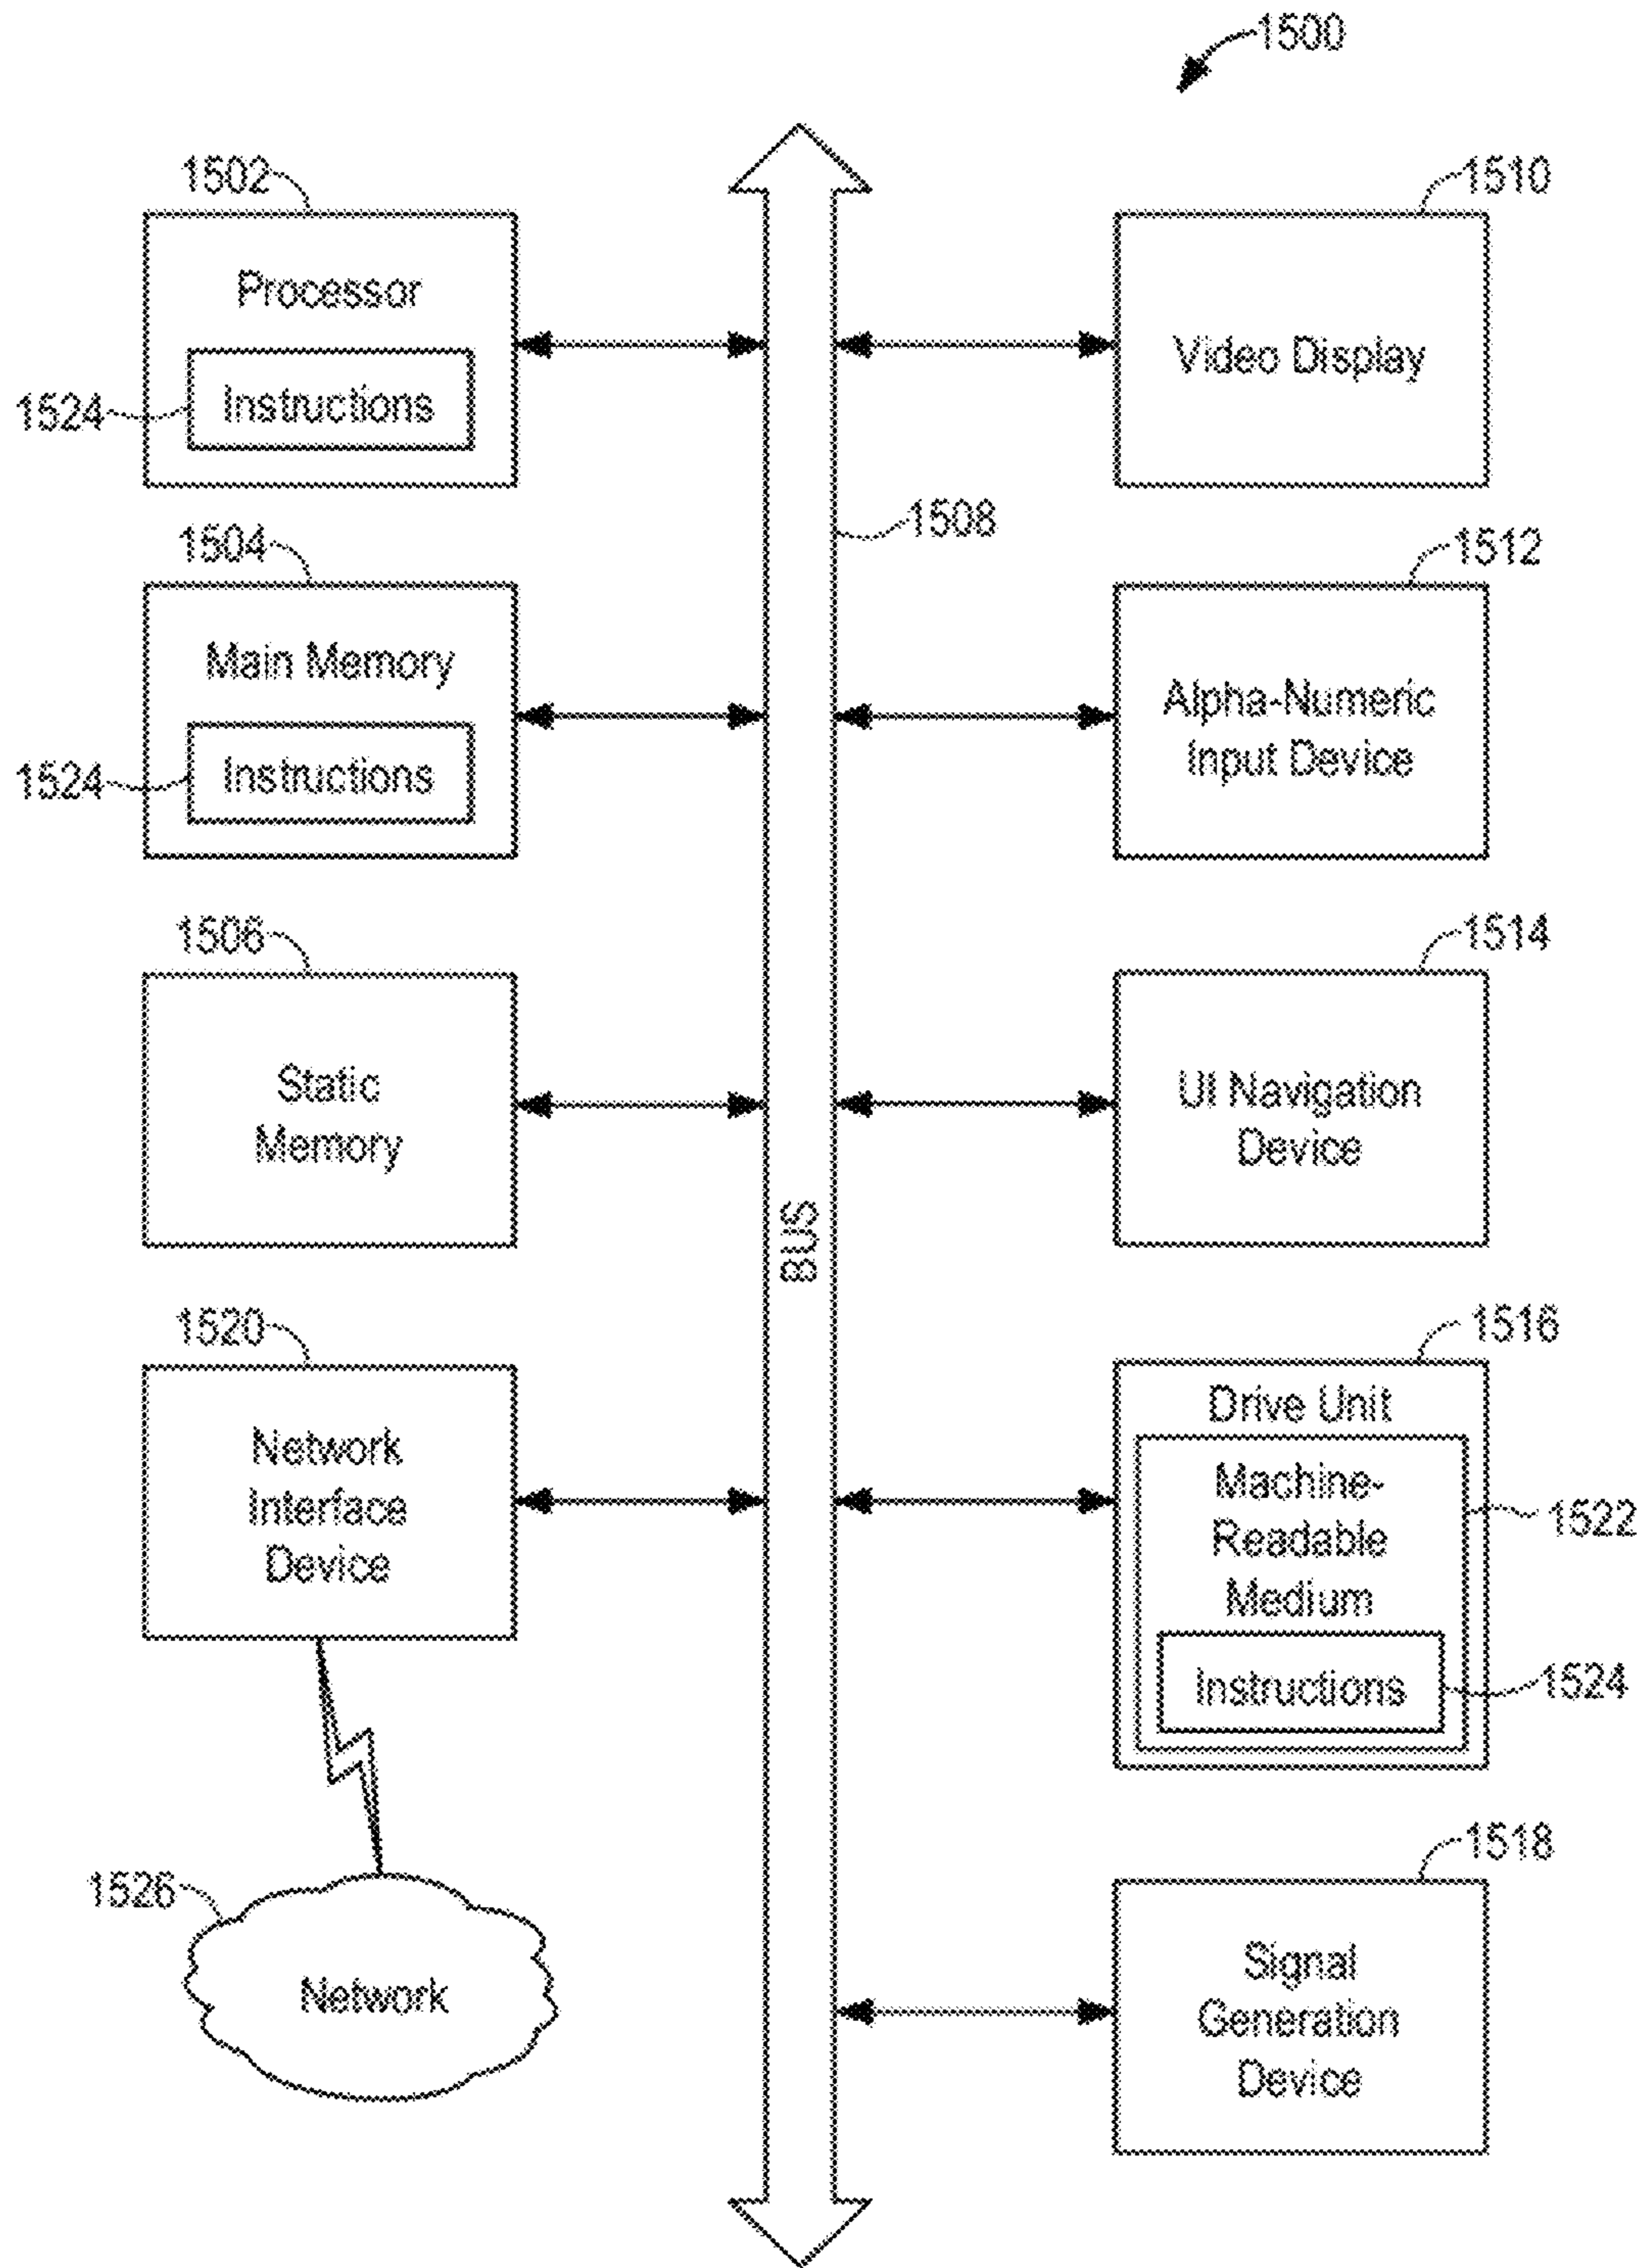 1500
1502
Processor
1524
Instructions
1504
Main Memory
1524
Instructions
1506
Static
Memory
1520
Network
Interface
Device
1526
Network
1508
BUS
1510
Video Display
1512
Alpha-Numeric
Input Device
1514
UI Navigation
Device
1516
Drive Unit
Machine-
Readable
Medium
1522
Instructions
1524
1518
Signal
Generation
Device